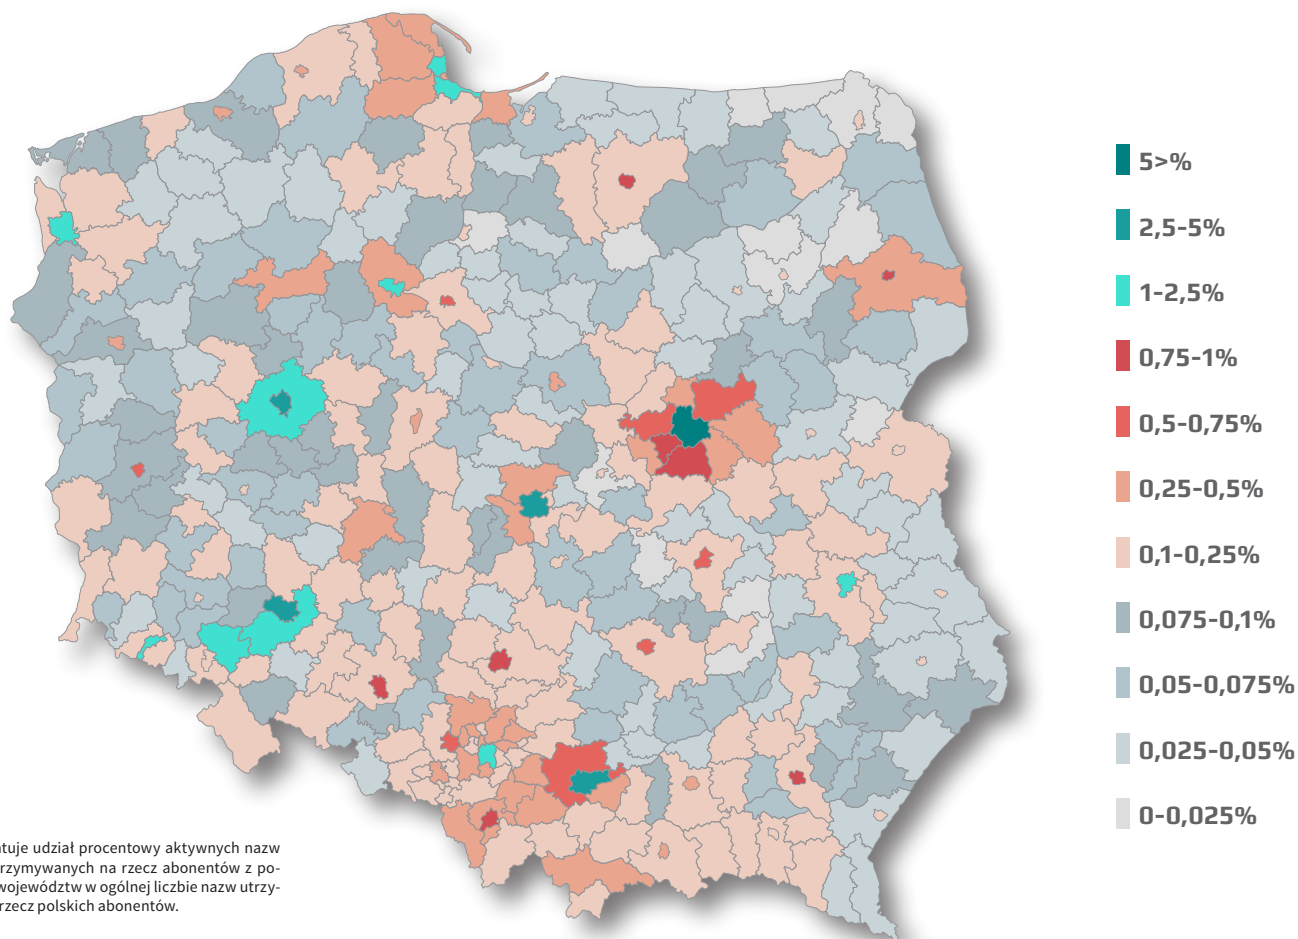 5>%
2,5-5%
1-2,5%
0,75-1%
0,5-0,75%
0,25-0,5%
0,1-0,25%
0,075-0,1%
0,05-0,075%
0,025-0,05%
0-0,025%
tuje udział procentowy aktywnych nazw
rzymywanych na rzecz abonentów z po-
województw w ogólnej liczbie nazw utrzy-
rzecz polskich abonentów.